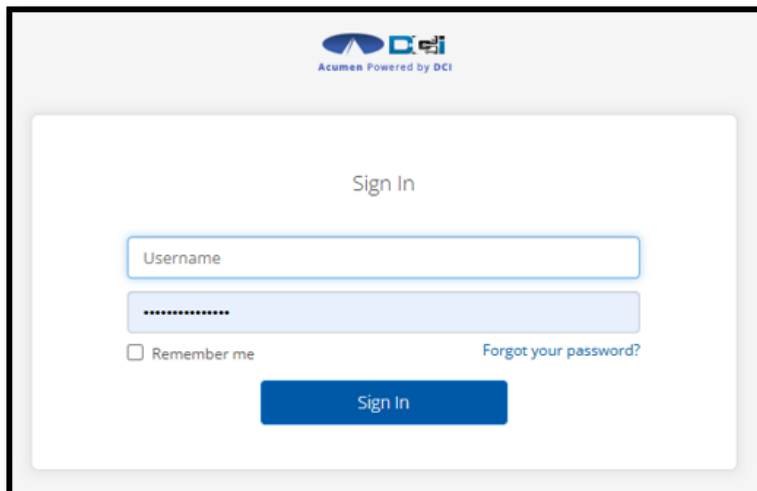 DCi
Acumen Powered by DCI
Sign In
Username
•••••••••••••••
Remember me
Forgot your password?
Sign In